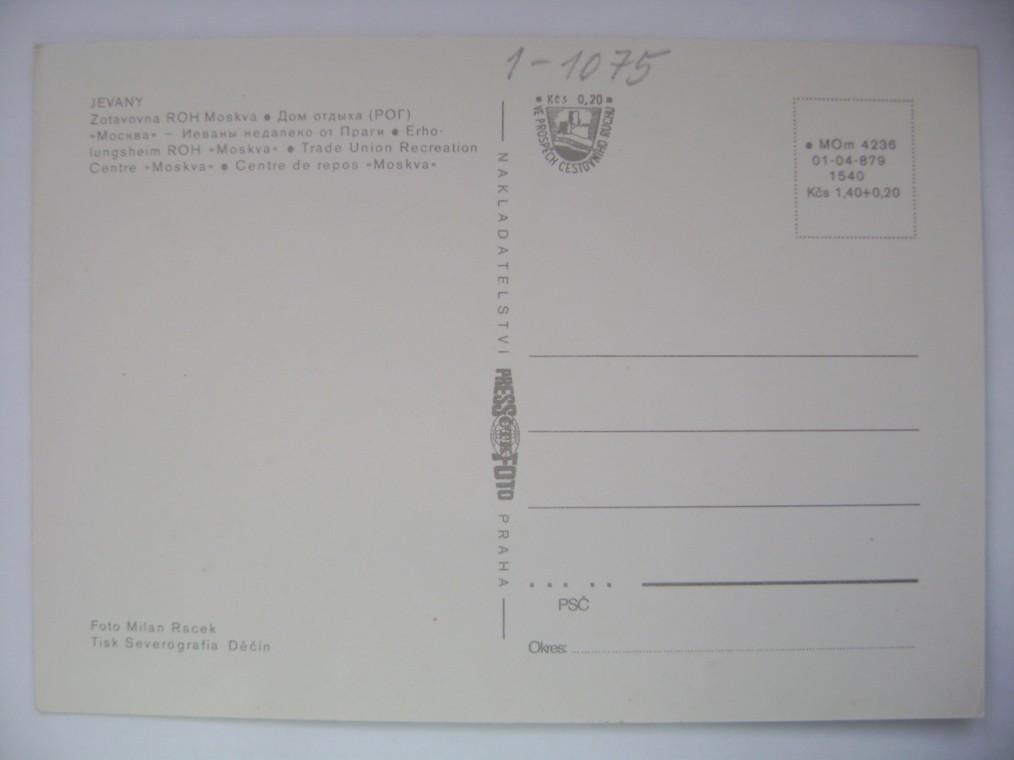 1-1075
JEVANY
Zotavovna ROH Moskva ● Дом отдыха (РОГ)
»Москва« – Иеваны недалеко от Праги ● Erho-
lungsheim ROH »Moskva« ● Trade Union Recreation
Centre »Moskva« ● Centre de repos »Moskva«
Foto Milan Racek
Tisk Severografia Děčín
NAKLADATELSTVÍ
PRESSFOTO
PRAHA
Kčs 0,20
VE PROSPĚCH CESTOVNÍHO RUCHU
● MOm 4236
01-04-879
1540
Kčs 1,40+0,20
PSČ
Okres: